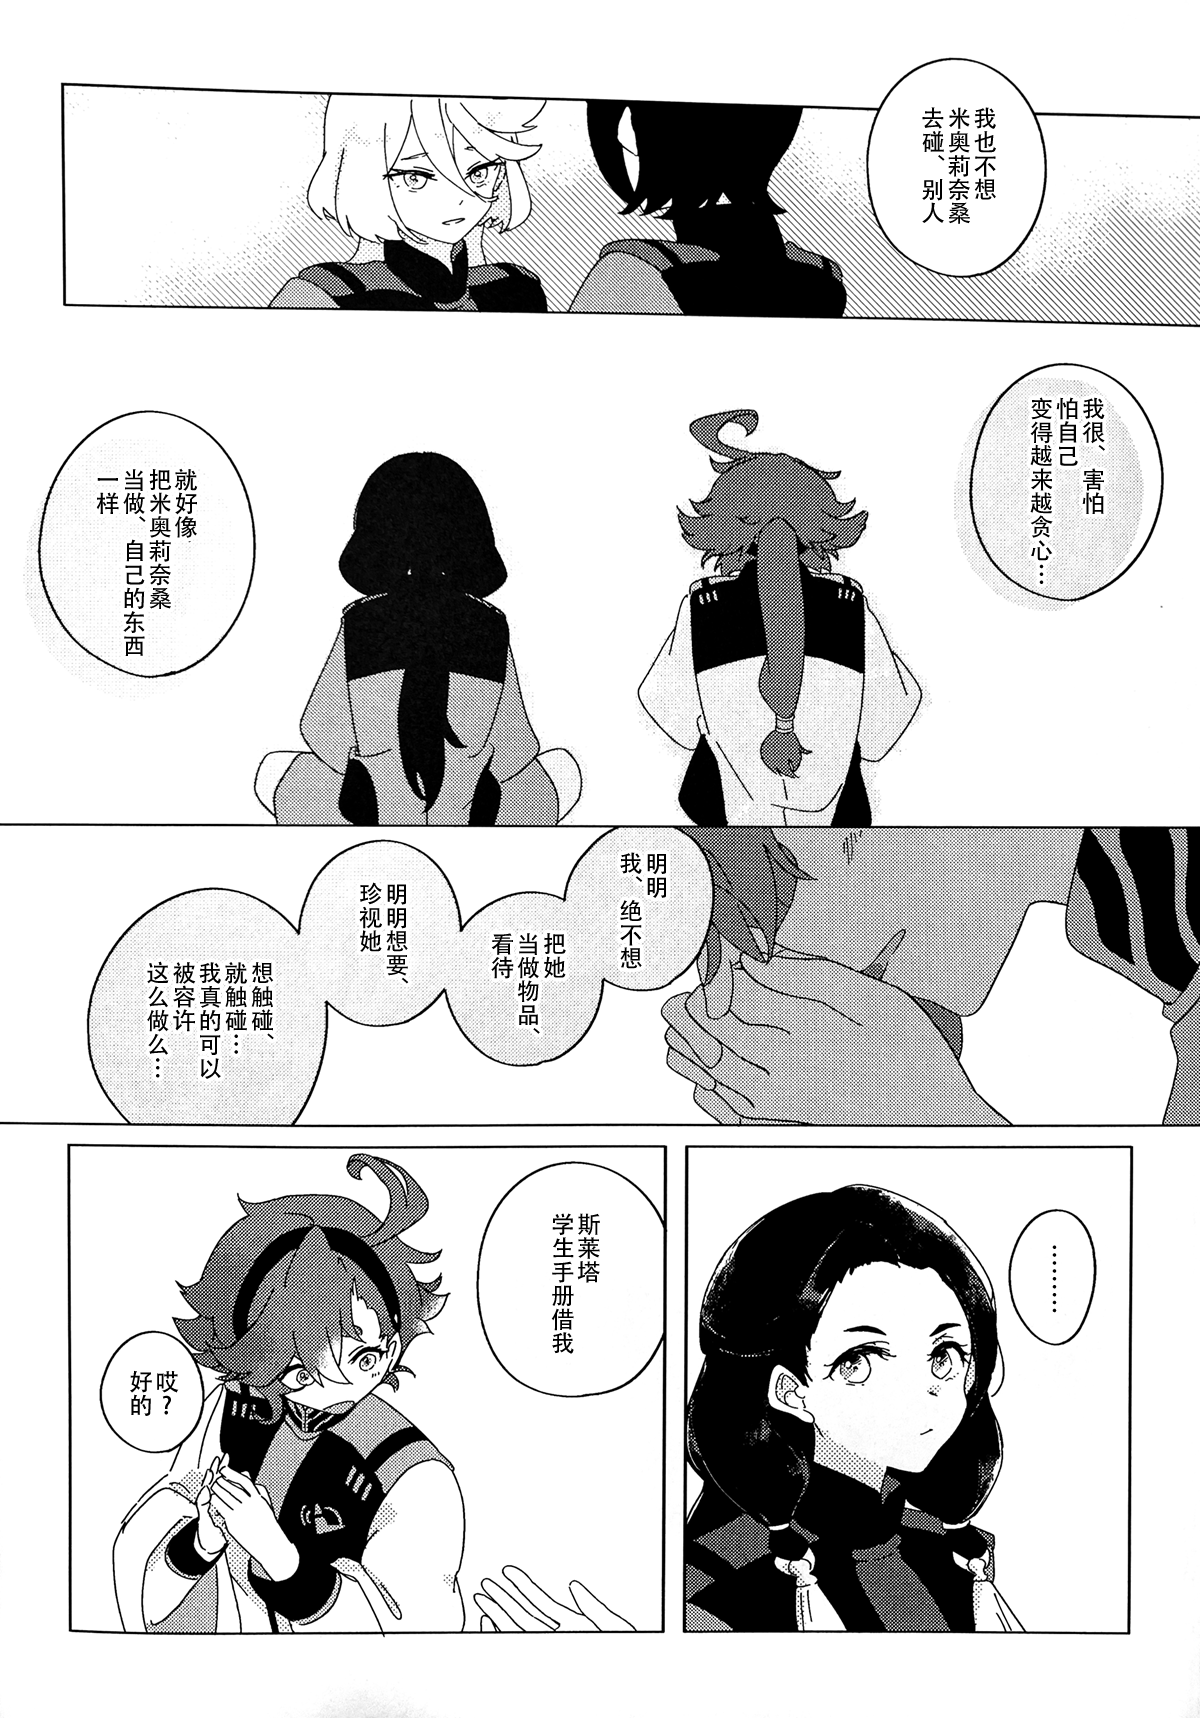 我也不想
米奥莉奈桑
去碰、别人
我很、害怕
怕自己
变得越来越贪心…
就好像
把米奥莉奈桑
当做、自己的东西
一样
明明
我、绝不想
把她
当做物品、
看待
明明想要、
珍视她
想触碰、
就触碰…
我真的可以
被容许
这么做么…
………
斯莱塔
学生手册借我
哎?
好的